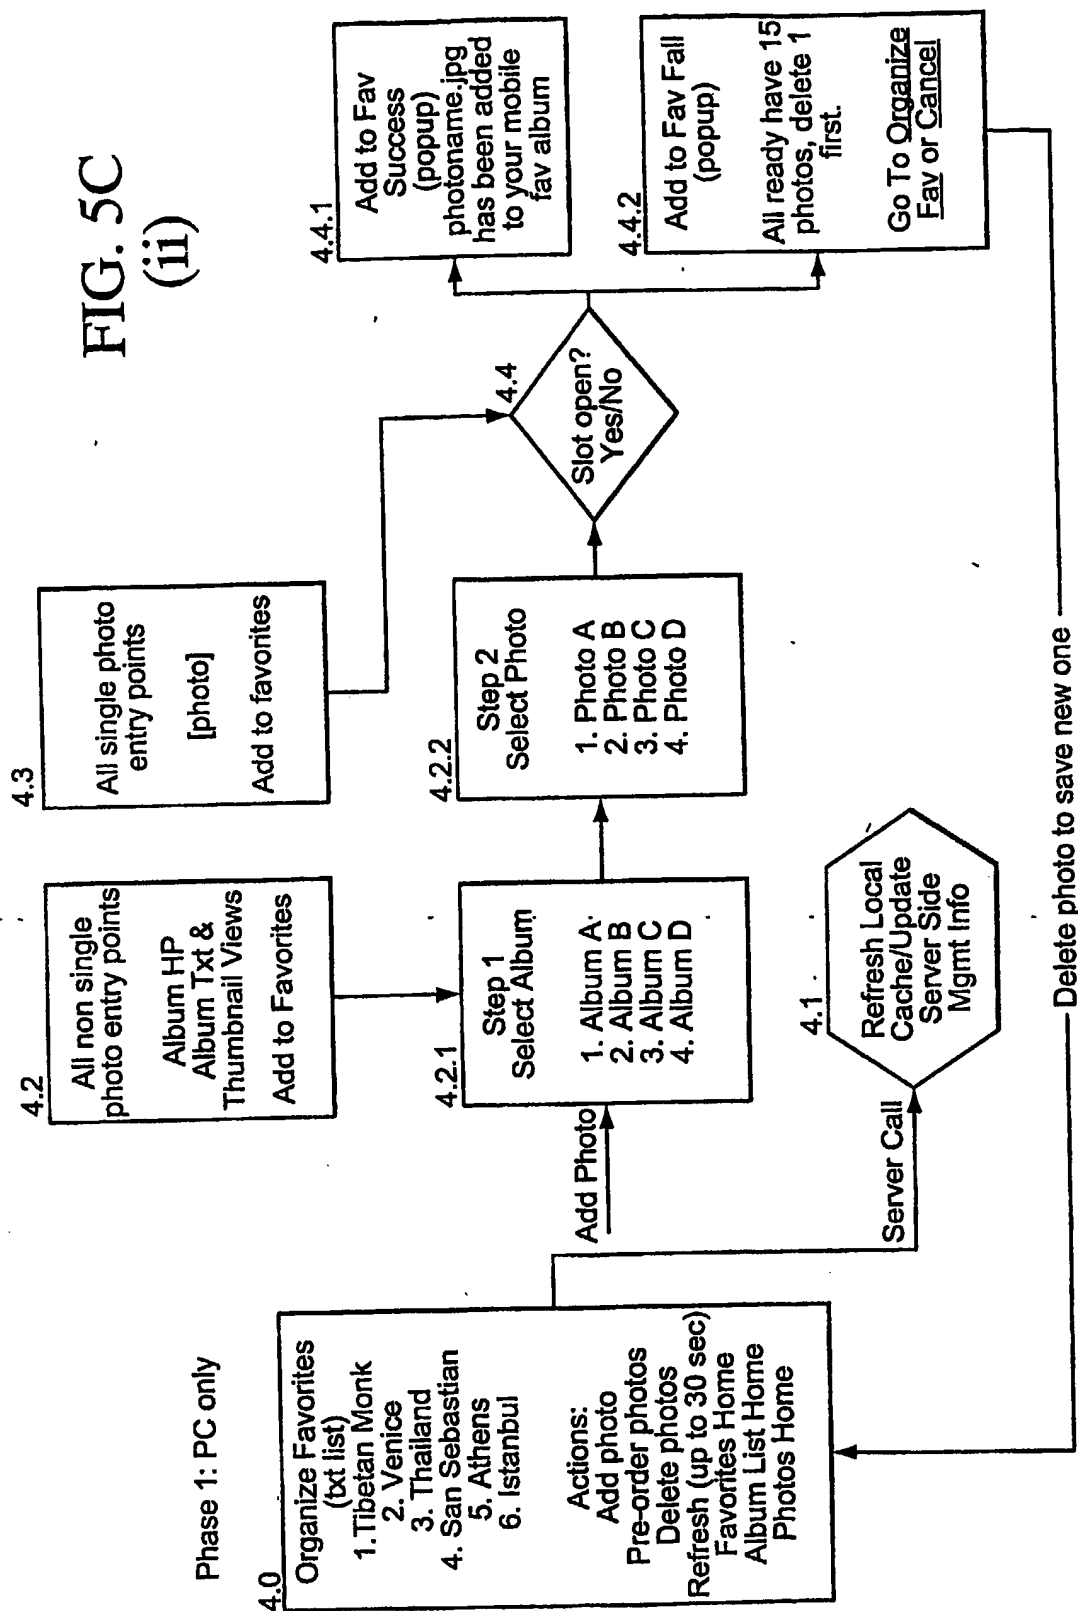 FIG. 5C
(ii)
Phase 1: PC only
4.0
Organize Favorites
(txt list)
1.Tibetan Monk
2. Venice
3. Thailand
4. San Sebastian
5. Athens
6. Istanbul
Actions:
Add photo
Pre-order photos
Delete photos
Refresh (up to 30 sec)
Favorites Home
Album List Home
Photos Home
4.2
All non single
photo entry points
Album HP
Album Txt &
Thumbnail Views
Add to Favorites
4.3
All single photo
entry points
[photo]
Add to favorites
Add Photo
4.2.1
Step 1
Select Album
1. Album A
2. Album B
3. Album C
4. Album D
4.2.2
Step 2
Select Photo
1. Photo A
2. Photo B
3. Photo C
4. Photo D
4.4
Slot open?
Yes/No
4.4.1
Add to Fav
Success
(popup)
photoname.jpg
has been added
to your mobile
fav album
4.4.2
Add to Fav Fall
(popup)
All ready have 15
photos, delete 1
first.
Go To Organize
Fav or Cancel
Server Call
4.1
Refresh Local
Cache/Update
Server Side
Mgmt Info
Delete photo to save new one